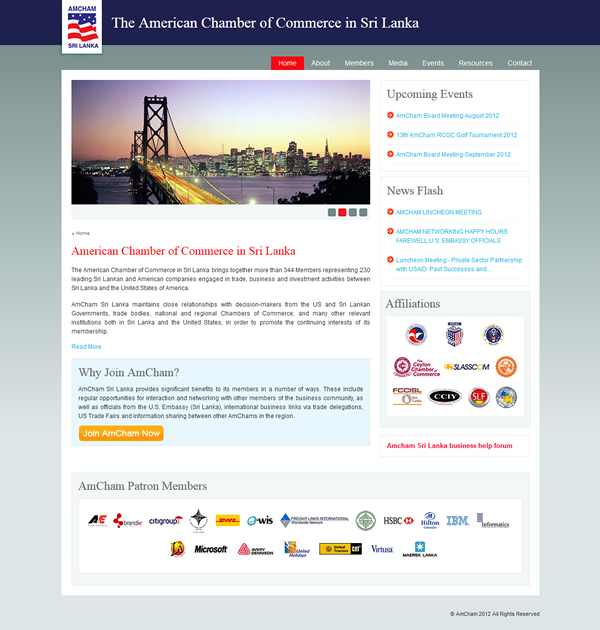 AMCHAM
SRI LANKA
The American Chamber of Commerce in Sri Lanka
Home About Members Media Events Resources Contact
» Home
American Chamber of Commerce in Sri Lanka
The American Chamber of Commerce in Sri Lanka brings together more than 344 Members representing 230
leading Sri Lankan and American companies engaged in trade, business and investment activities between
Sri Lanka and the United States of America.
AmCham Sri Lanka maintains close relationships with decision-makers from the US and Sri Lankan
Governments, trade bodies, national and regional Chambers of Commerce, and many other relevant
institutions both in Sri Lanka and the United States, in order to promote the continuing interests of its
membership.
Read More
Why Join AmCham?
AmCham Sri Lanka provides significant benefits to its members in a number of ways. These include
regular opportunities for interaction and networking with other members of the business community, as
well as officials from the U.S. Embassy (Sri Lanka), international business links via trade delegations,
US Trade Fairs and information sharing between other AmChams in the region.
Join AmCham Now
Upcoming Events
AmCham Board Meeting-August 2012
13th AmCham RCGC Golf Tournament 2012
AmCham Board Meeting-September 2012
News Flash
AMCHAM LUNCHEON MEETING
AMCHAM NETWORKING HAPPY HOURS
FAREWELL U.S. EMBASSY OFFICIALS
Luncheon Meeting - Private Sector Partnership
with USAID: Past Successes and..
Affiliations
The
Ceylon
Chamber of
Commerce
SLASSCOM
FCCISL
CCIY
SLF
Amcham Sri Lanka business help forum
AmCham Patron Members
brandix
citigroup
DHL
e-wis
FREIGHT LINKS INTERNATIONAL
Worldwide Network
HSBC
Hilton
Colombo
IBM
Informatics
Microsoft
AVERY
DENNISON
United
Holidays
United
Tractors
CAT
Virtusa
MAERSK LANKA
© AmCham 2012 All Rights Reserved